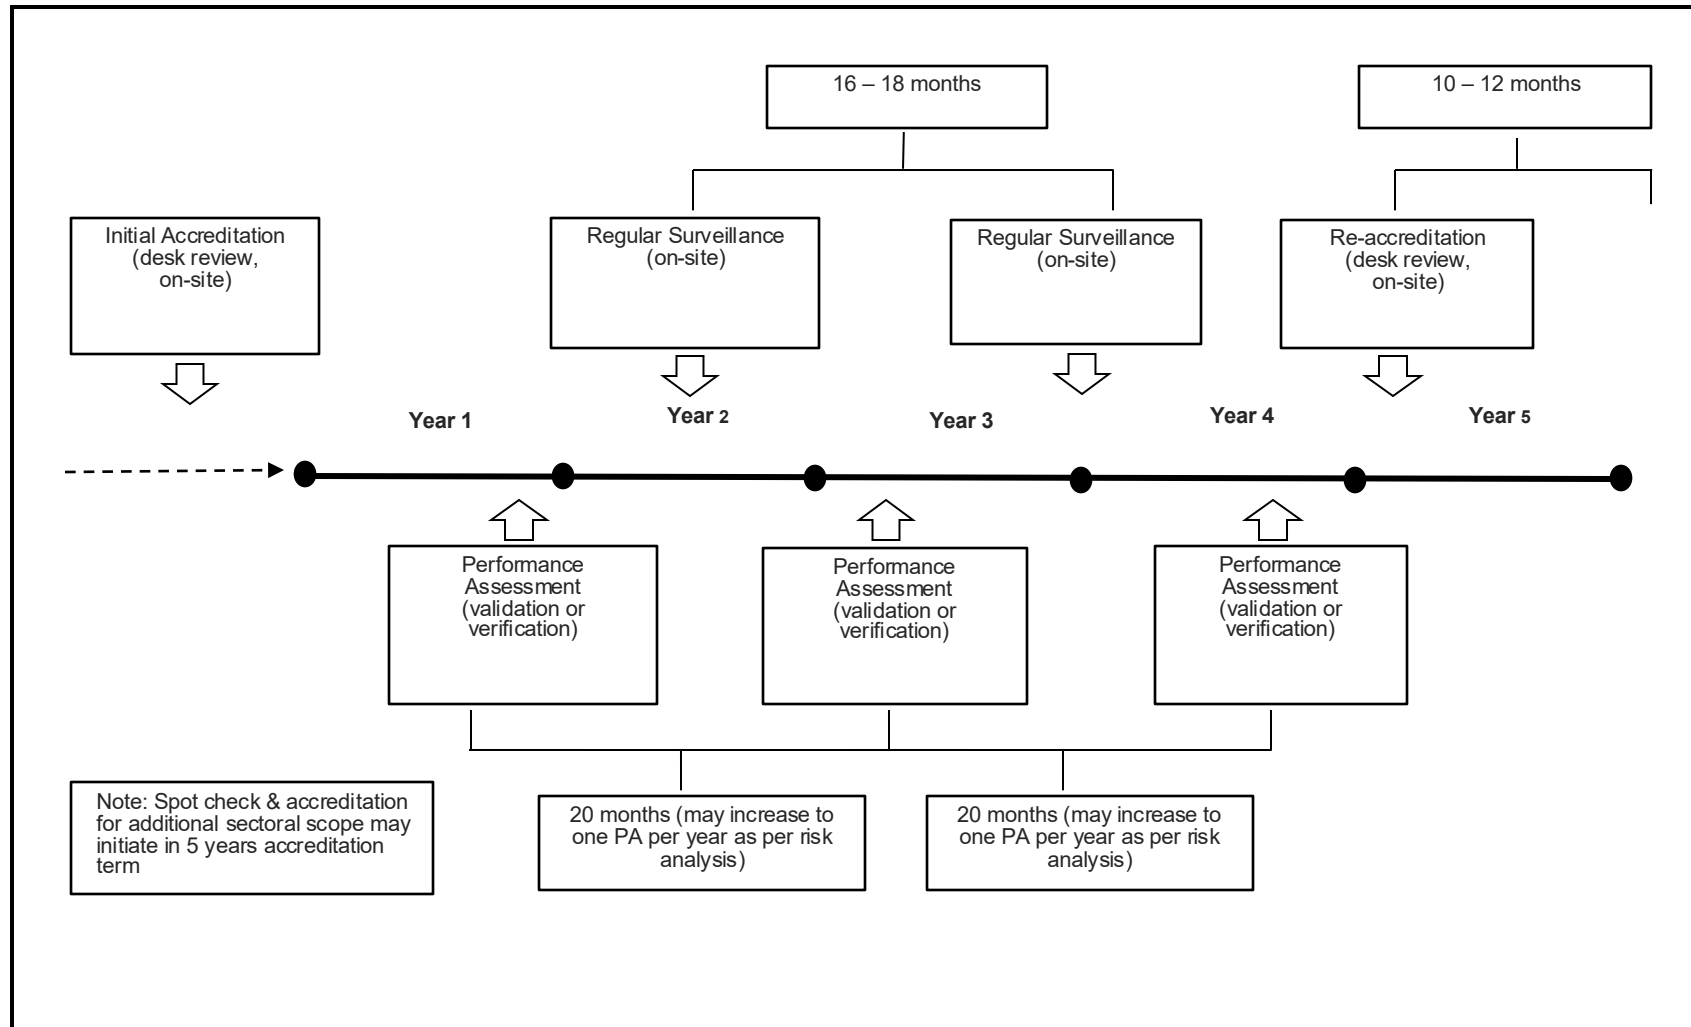 16 – 18 months
10 – 12 months
Initial Accreditation
(desk review,
on-site)
Regular Surveillance
(on-site)
Regular Surveillance
(on-site)
Re-accreditation
(desk review,
on-site)
Year 1
Year 2
Year 3
Year 4
Year 5
Performance
Assessment
(validation or
verification)
Performance
Assessment
(validation or
verification)
Performance
Assessment
(validation or
verification)
Note: Spot check & accreditation
for additional sectoral scope may
initiate in 5 years accreditation
term
20 months (may increase to
one PA per year as per risk
analysis)
20 months (may increase to
one PA per year as per risk
analysis)